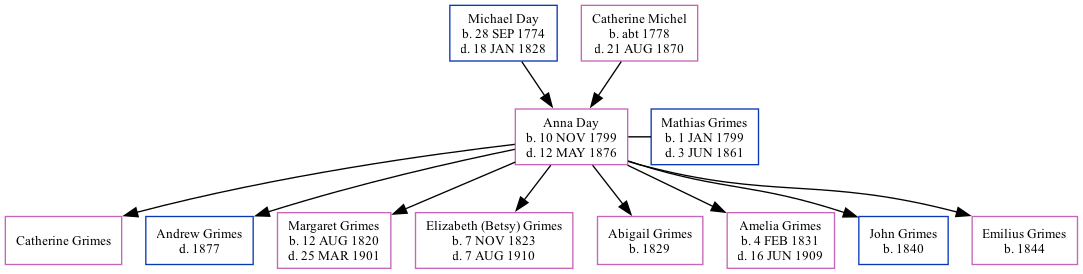 Michael Day
b. 28 SEP 1774
d. 18 JAN 1828
Catherine Michel
b. abt 1778
d. 21 AUG 1870
Anna Day
b. 10 NOV 1799
d. 12 MAY 1876
Mathias Grimes
b. 1 JAN 1799
d. 3 JUN 1861
Catherine Grimes
Andrew Grimes
d. 1877
Margaret Grimes
b. 12 AUG 1820
d. 25 MAR 1901
Elizabeth (Betsy) Grimes
b. 7 NOV 1823
d. 7 AUG 1910
Abigail Grimes
b. 1829
Amelia Grimes
b. 4 FEB 1831
d. 16 JUN 1909
John Grimes
b. 1840
Emilius Grimes
b. 1844